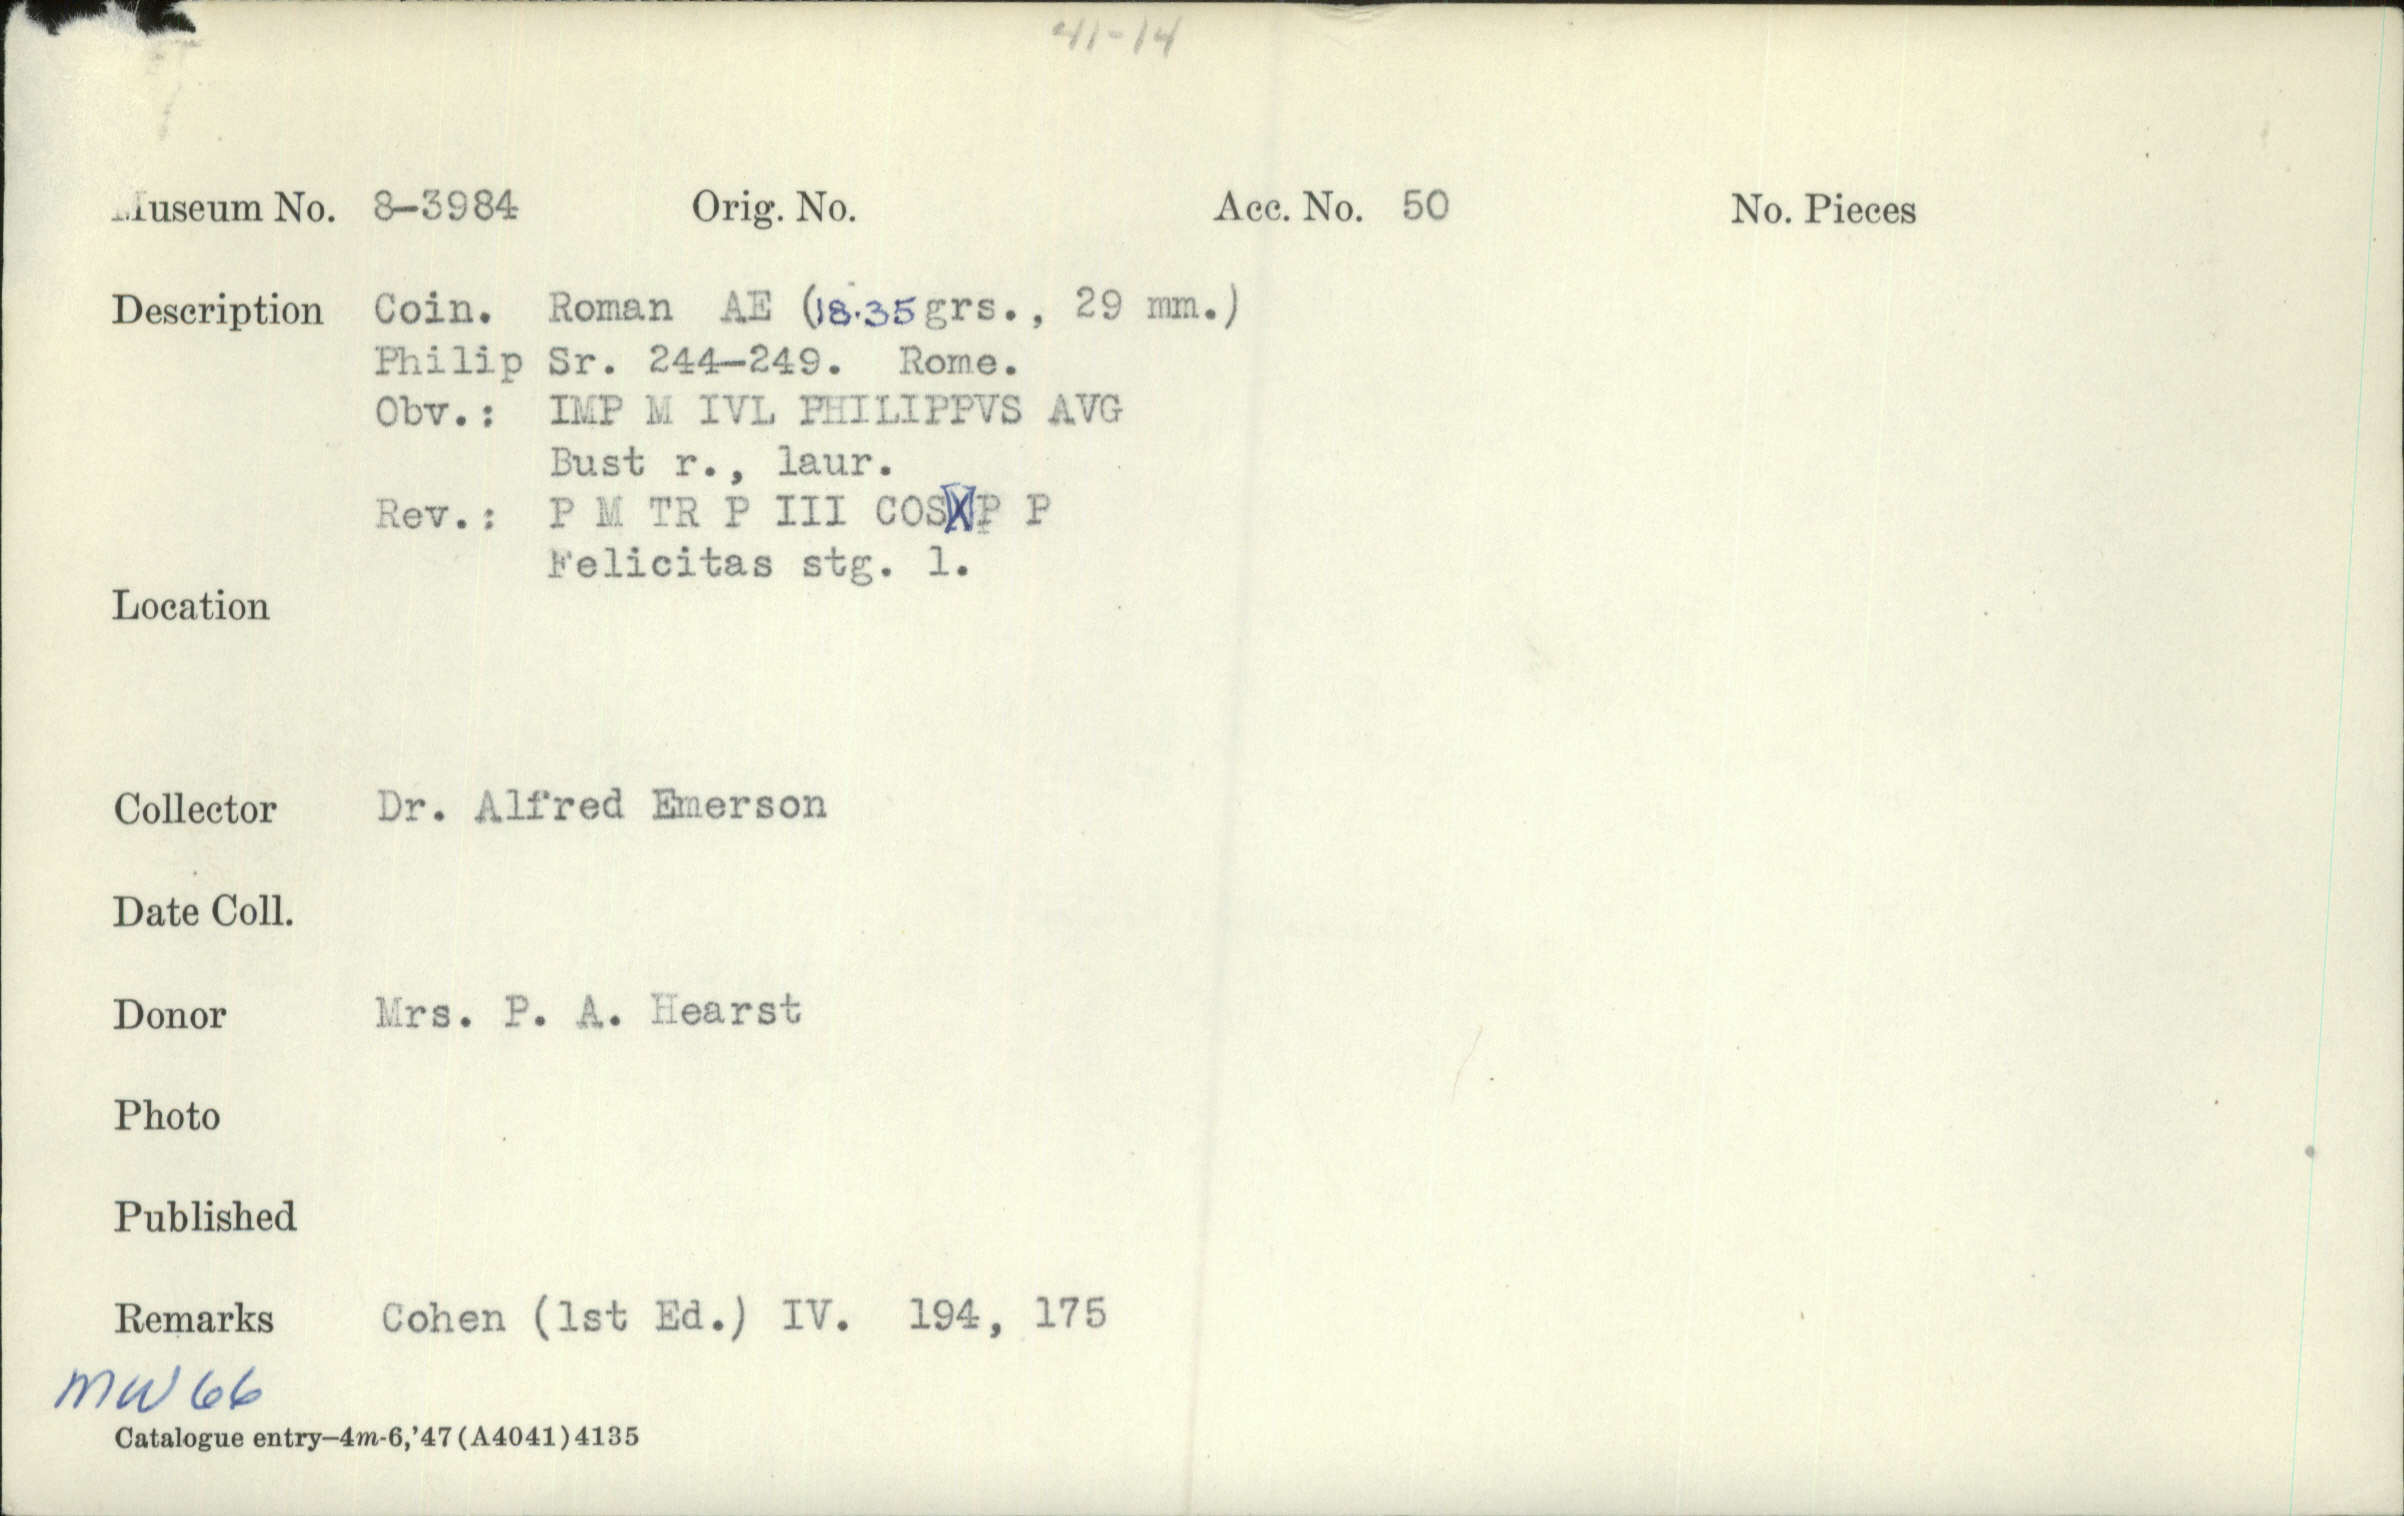 41-14
Museum No. 8-3984 Orig. No. Acc. No. 50 No. Pieces
Description Coin. Roman AE (18.35 grs., 29 mm.)
Philip Sr. 244-249. Rome.
Obv.: IMP M IVL PHILIPPVS AVG
Bust r., laur.
Rev.: P M TR P III COS P P
Felicitas stg. l.
Location
Collector Dr. Alfred Emerson
Date Coll.
Donor Mrs. P. A. Hearst
Photo
Published
Remarks Cohen (1st Ed.) IV. 194, 175
MW 66
Catalogue entry—4m-6,'47(A4041)4135